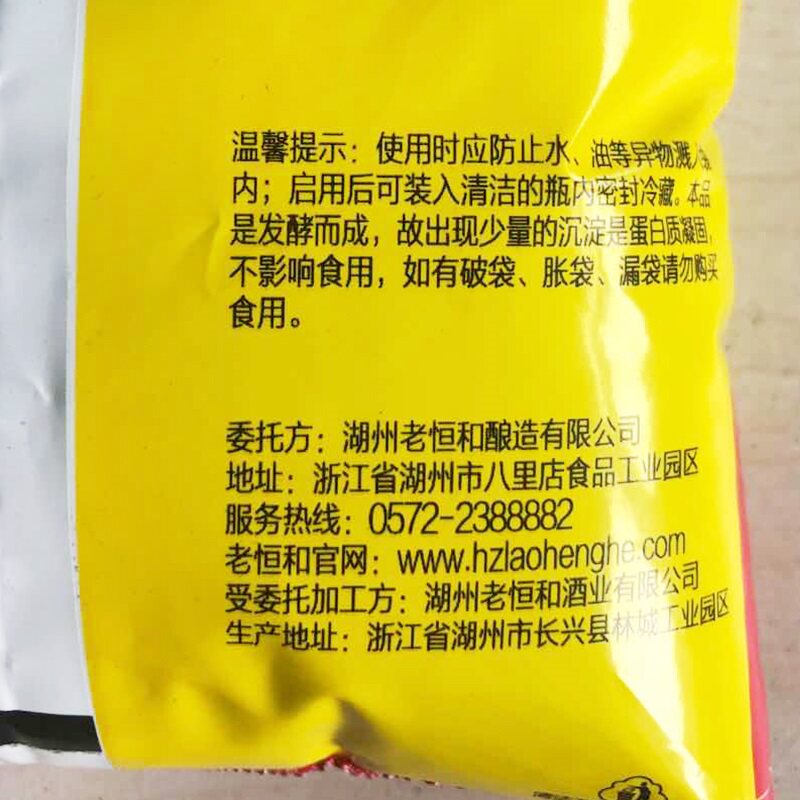 温馨提示：使用时应防止水、油等异物溅入袋
内；启用后可装入清洁的瓶内密封冷藏。本品
是发酵而成，故出现少量的沉淀是蛋白质凝固，
不影响食用，如有破袋、胀袋、漏袋请勿购买
食用。
委托方：湖州老恒和酿造有限公司
地址：浙江省湖州市八里店食品工业园区
服务热线：0572-2388882
老恒和官网：www.hzlaohenghe.com
受委托加工方：湖州老恒和酒业有限公司
生产地址：浙江省湖州市长兴县林城工业园区